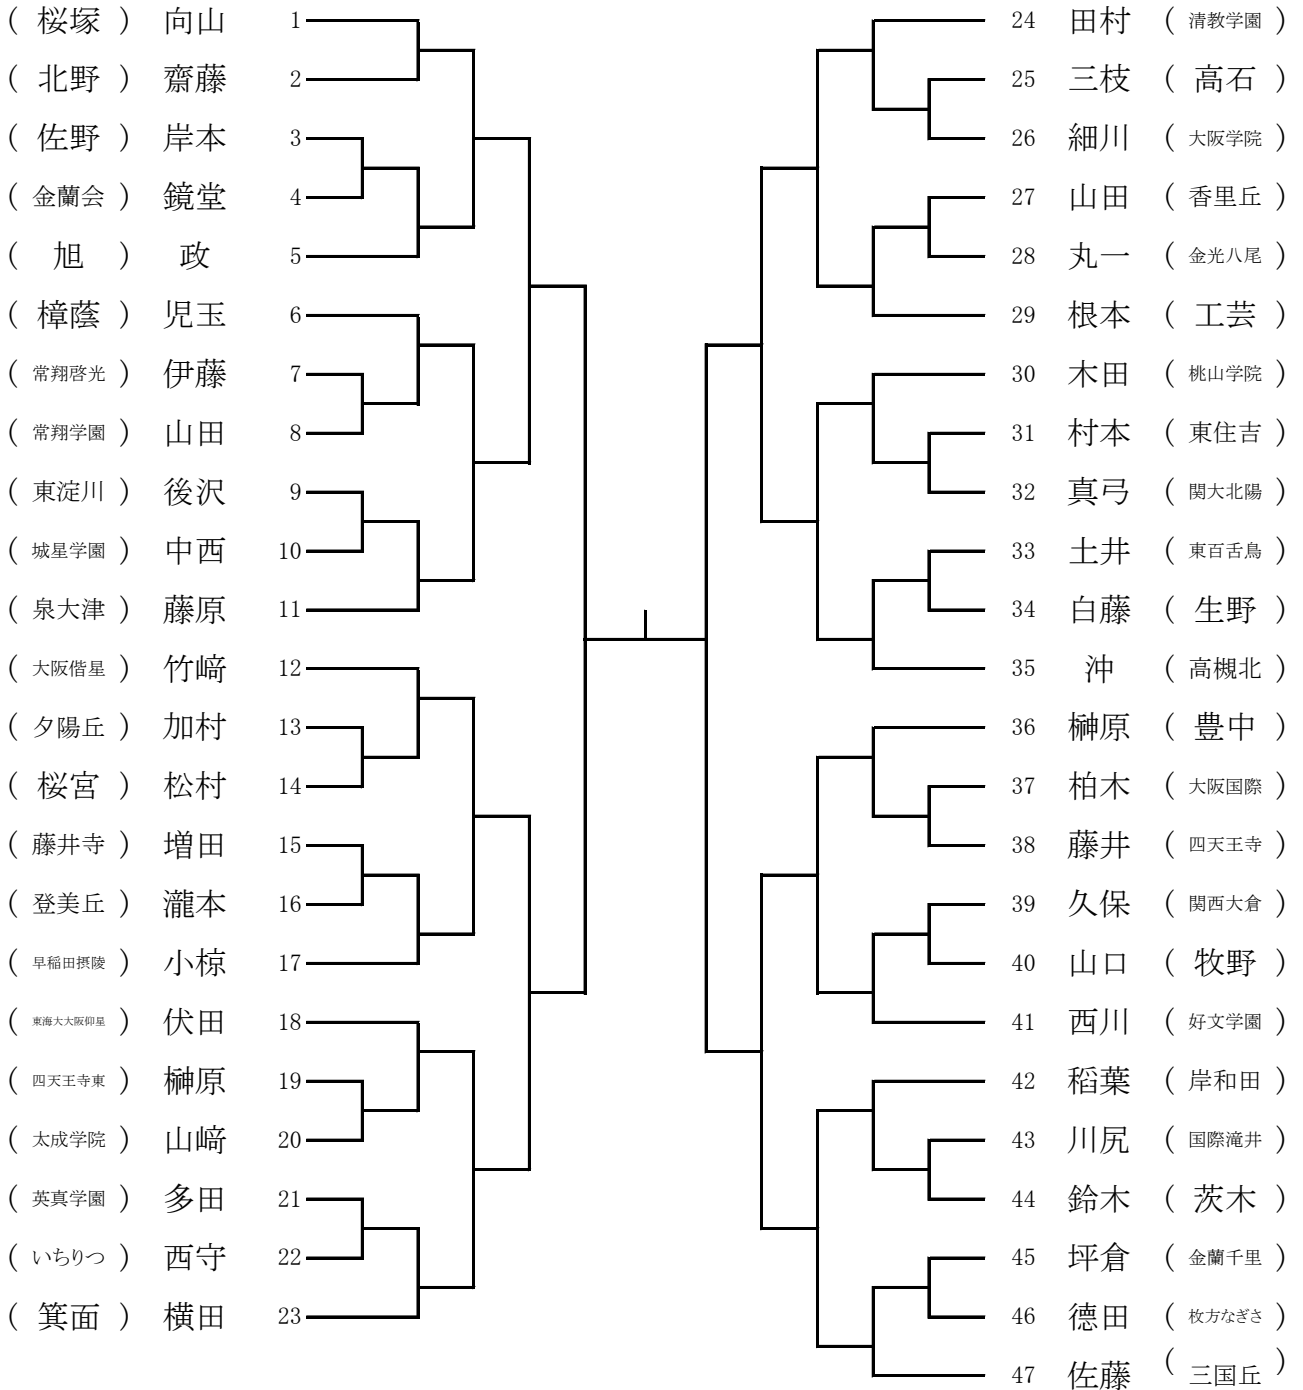 ( 桜塚 ) 向山 1
( 北野 ) 齋藤 2
( 佐野 ) 岸本 3
( 金蘭会 ) 鏡堂 4
( 旭 ) 政 5
( 樟蔭 ) 児玉 6
( 常翔啓光 ) 伊藤 7
( 常翔学園 ) 山田 8
( 東淀川 ) 後沢 9
( 城星学園 ) 中西 10
( 泉大津 ) 藤原 11
( 大阪偕星 ) 竹﨑 12
( 夕陽丘 ) 加村 13
( 桜宮 ) 松村 14
( 藤井寺 ) 増田 15
( 登美丘 ) 瀧本 16
( 早稲田摂陵 ) 小椋 17
( 東海大大阪仰星 ) 伏田 18
( 四天王寺東 ) 榊原 19
( 太成学院 ) 山﨑 20
( 英真学園 ) 多田 21
( いちりつ ) 西守 22
( 箕面 ) 横田 23
24 田村 ( 清教学園 )
25 三枝 ( 高石 )
26 細川 ( 大阪学院 )
27 山田 ( 香里丘 )
28 丸一 ( 金光八尾 )
29 根本 ( 工芸 )
30 木田 ( 桃山学院 )
31 村本 ( 東住吉 )
32 真弓 ( 関大北陽 )
33 土井 ( 東百舌鳥 )
34 白藤 ( 生野 )
35 沖 ( 高槻北 )
36 榊原 ( 豊中 )
37 柏木 ( 大阪国際 )
38 藤井 ( 四天王寺 )
39 久保 ( 関西大倉 )
40 山口 ( 牧野 )
41 西川 ( 好文学園 )
42 稻葉 ( 岸和田 )
43 川尻 ( 国際滝井 )
44 鈴木 ( 茨木 )
45 坪倉 ( 金蘭千里 )
46 德田 ( 枚方なぎさ )
47 佐藤 ( 三国丘 )